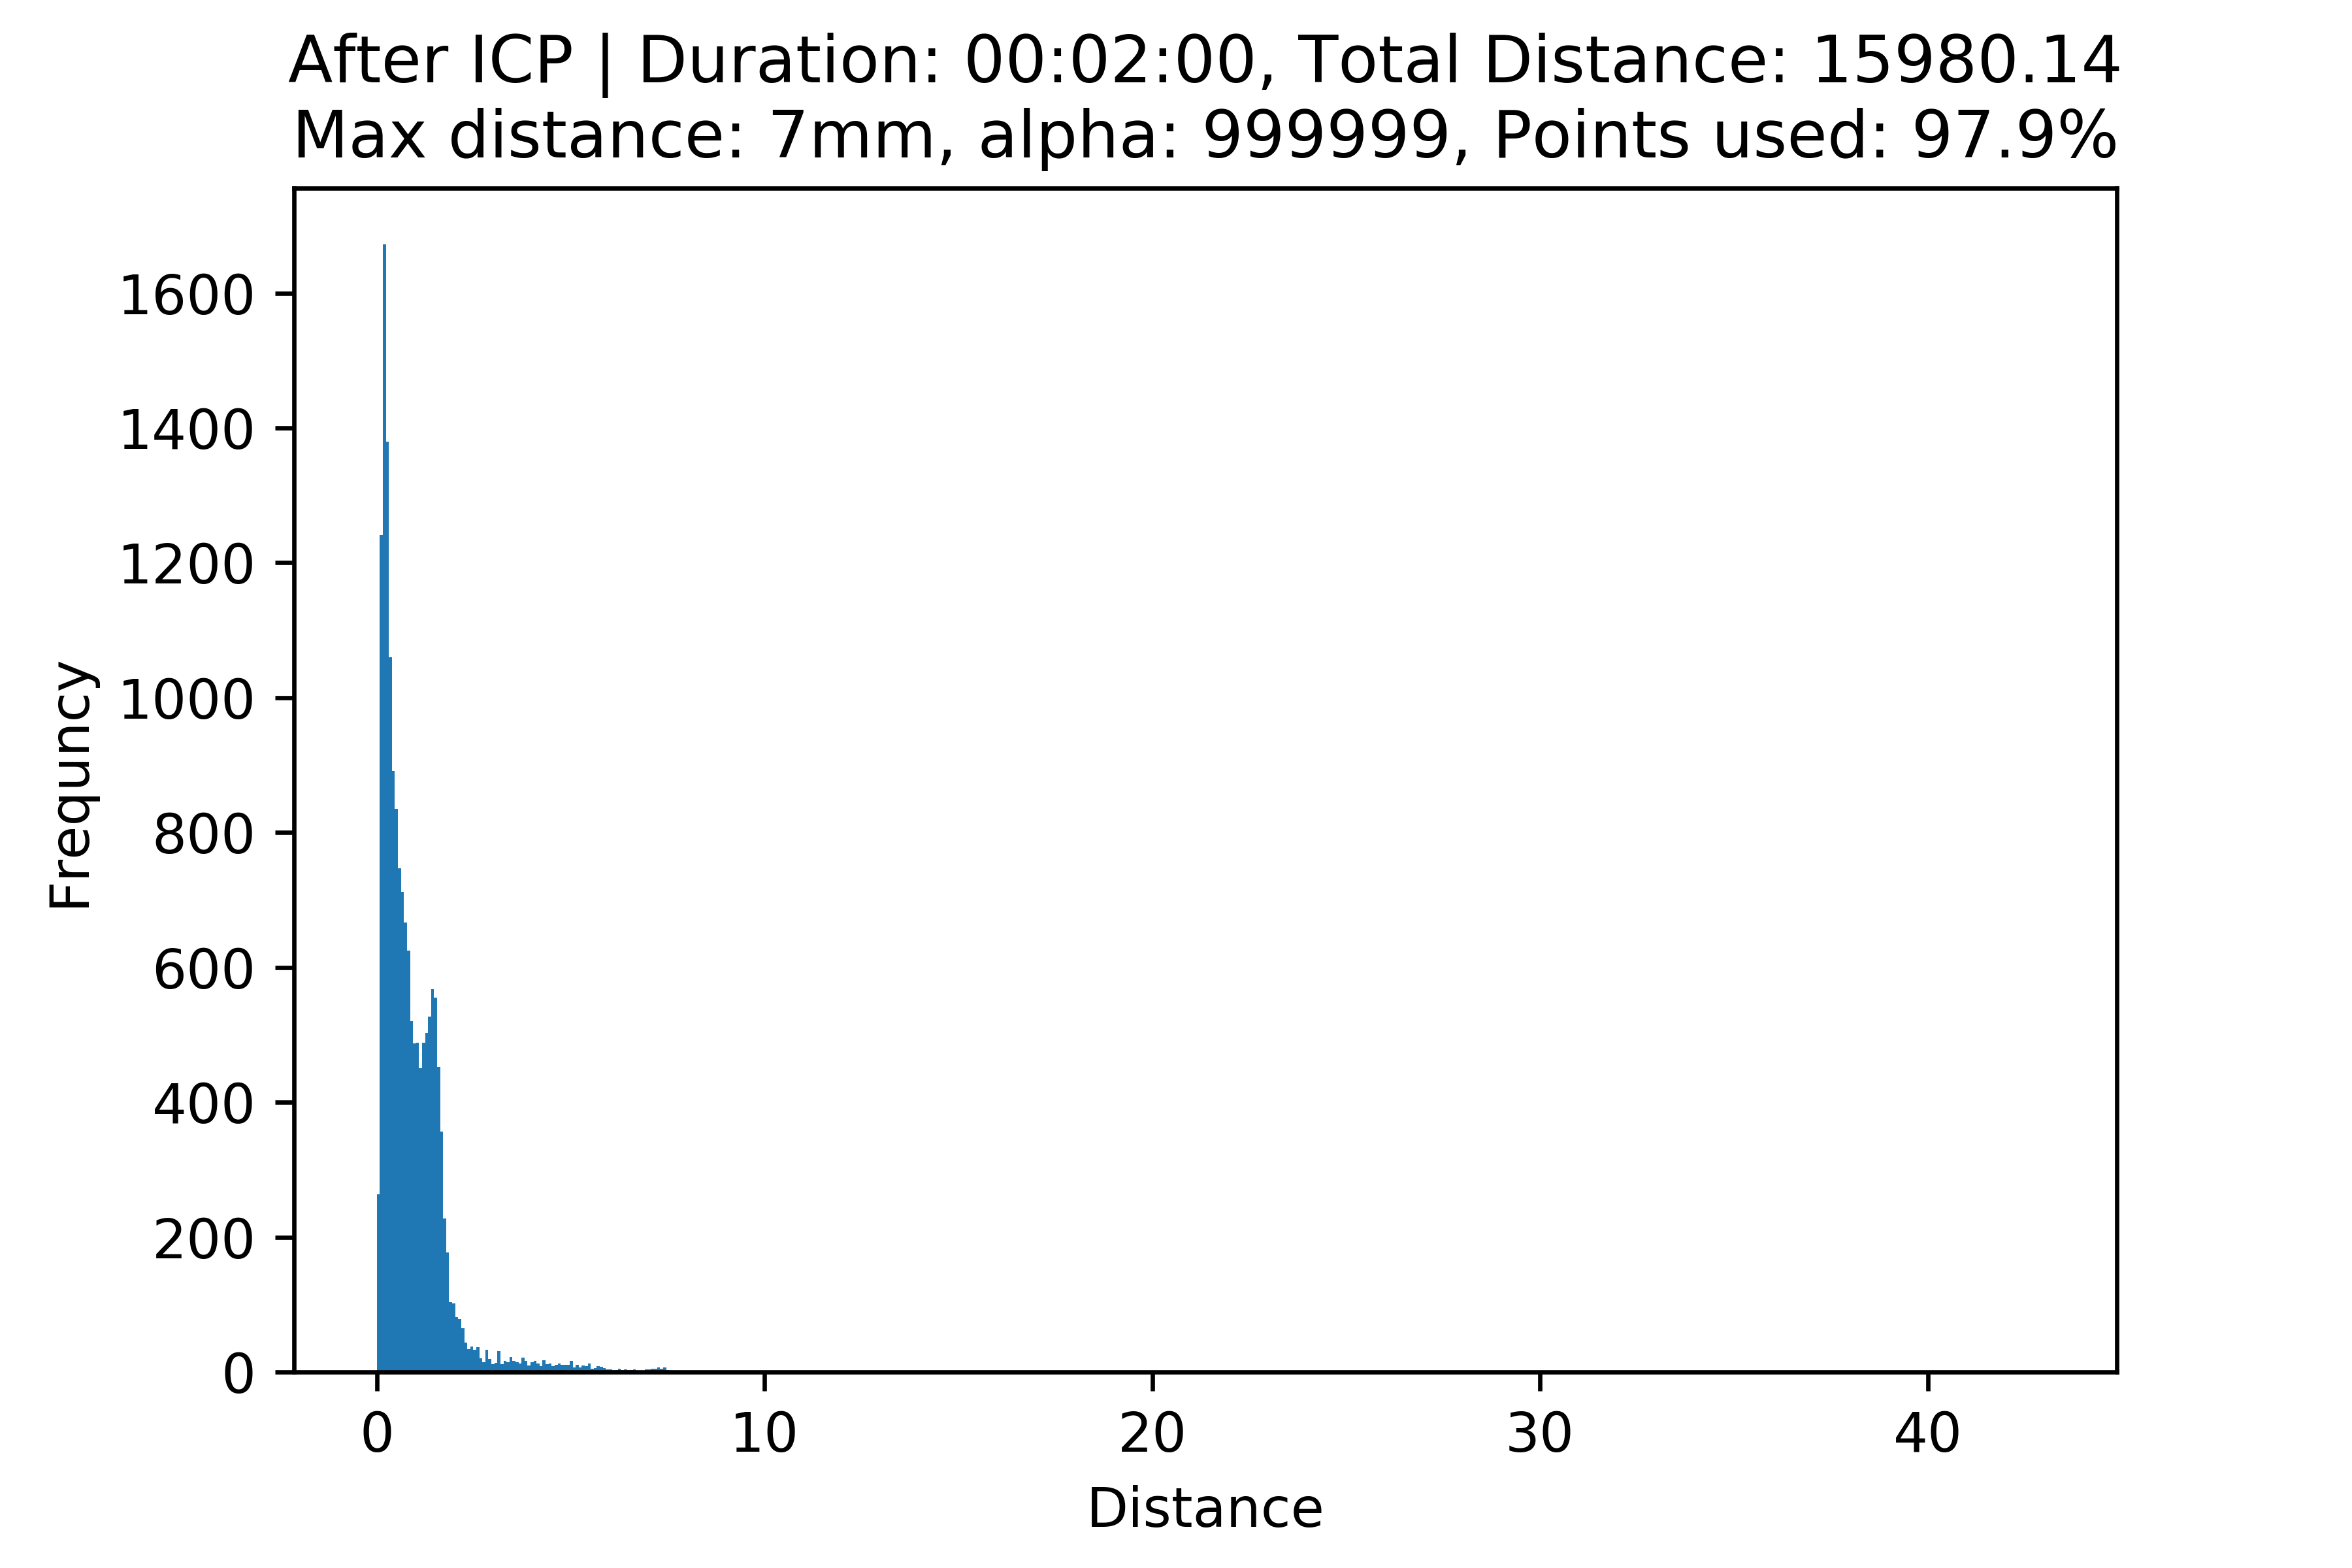 After ICP | Duration: 00:02:00, Total Distance: 15980.14
Max distance: 7mm, alpha: 999999, Points used: 97.9%
1600
1400
1200
1000
800
600
400
200
0
Frequncy
0 10 20 30 40
Distance